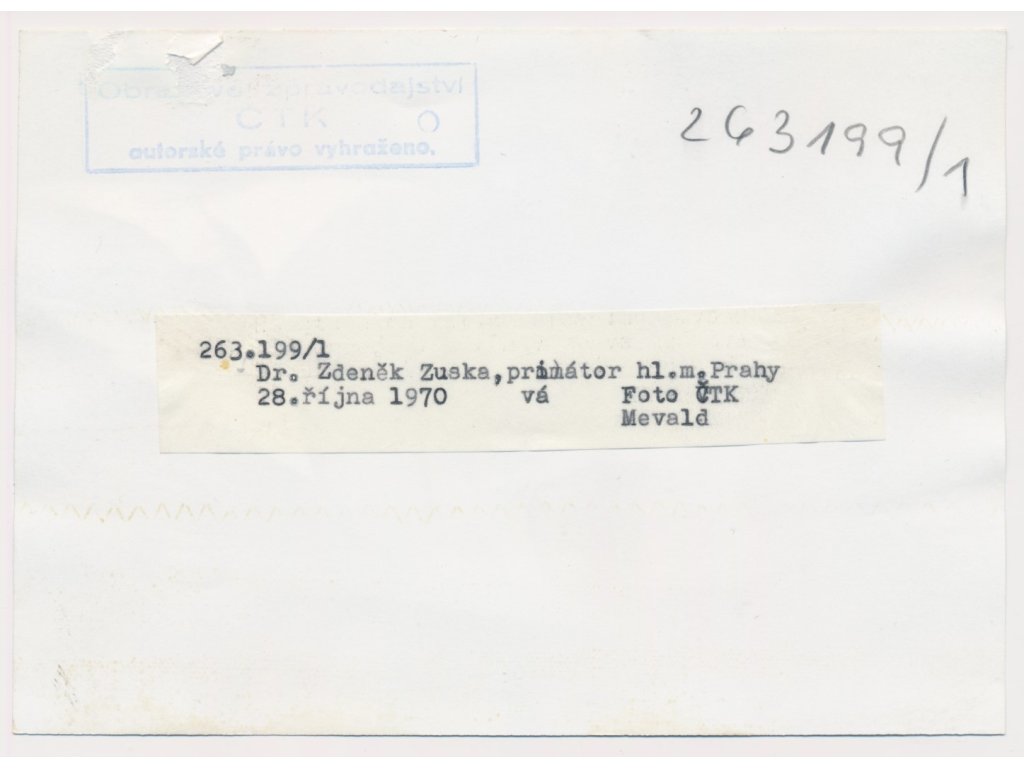 Obrazové zpravodajství
ČTK
autorské právo vyhraženo.
263199/1
263.199/1
Dr. Zdeněk Zuska,primátor hl.m.Prahy
28.října 1970 vá Foto ČTK
Mevald